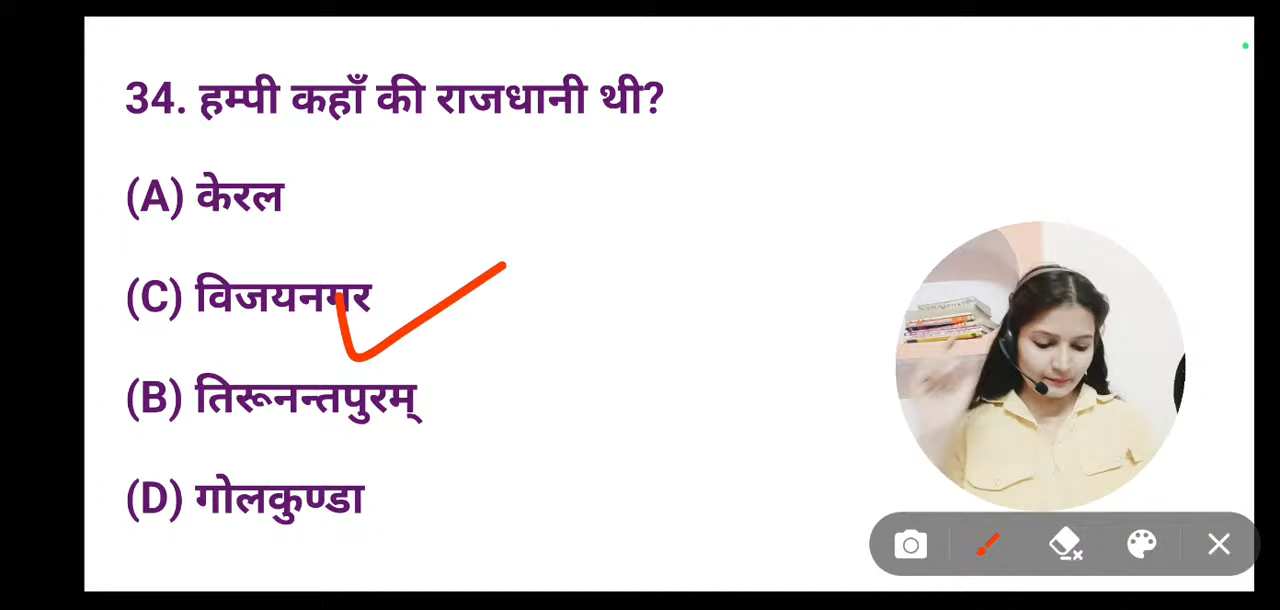 34. हम्पी कहाँ की राजधानी थी?
(A) केरल
(C) विजयनगर
(B) तिरूनन्तपुरम्
(D) गोलकुण्डा